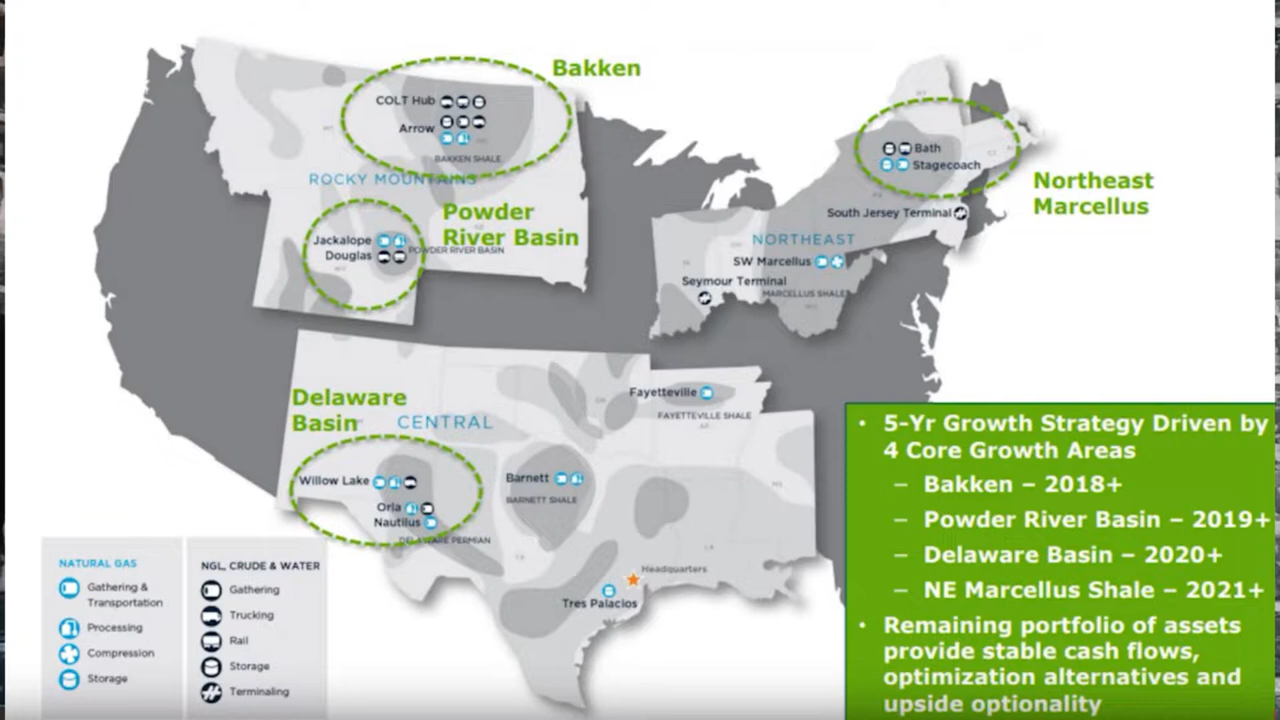 Bakken
COLT Hub
Arrow
BAKKEN SHALE
ROCKY MOUNTAINS
Powder
River Basin
Jackalope
Douglas
POWDER RIVER BASIN
Bath
Stagecoach
Northeast
Marcellus
South Jersey Terminal
NORTHEAST
SW Marcellus
Seymour Terminal
MARCELLUS SHALE
Delaware
Basin
CENTRAL
Fayetteville
FAYETTEVILLE SHALE
Willow Lake
Orla
Nautilus
DELAWARE PERMIAN
Barnett
BARNETT SHALE
Headquarters
Tres Palacios
NATURAL GAS
Gathering &
Transportation
Processing
Compression
Storage
NGL, CRUDE & WATER
Gathering
Trucking
Rail
Storage
Terminaling
• 5-Yr Growth Strategy Driven by
4 Core Growth Areas
– Bakken – 2018+
– Powder River Basin – 2019+
– Delaware Basin – 2020+
– NE Marcellus Shale – 2021+
• Remaining portfolio of assets
provide stable cash flows,
optimization alternatives and
upside optionality